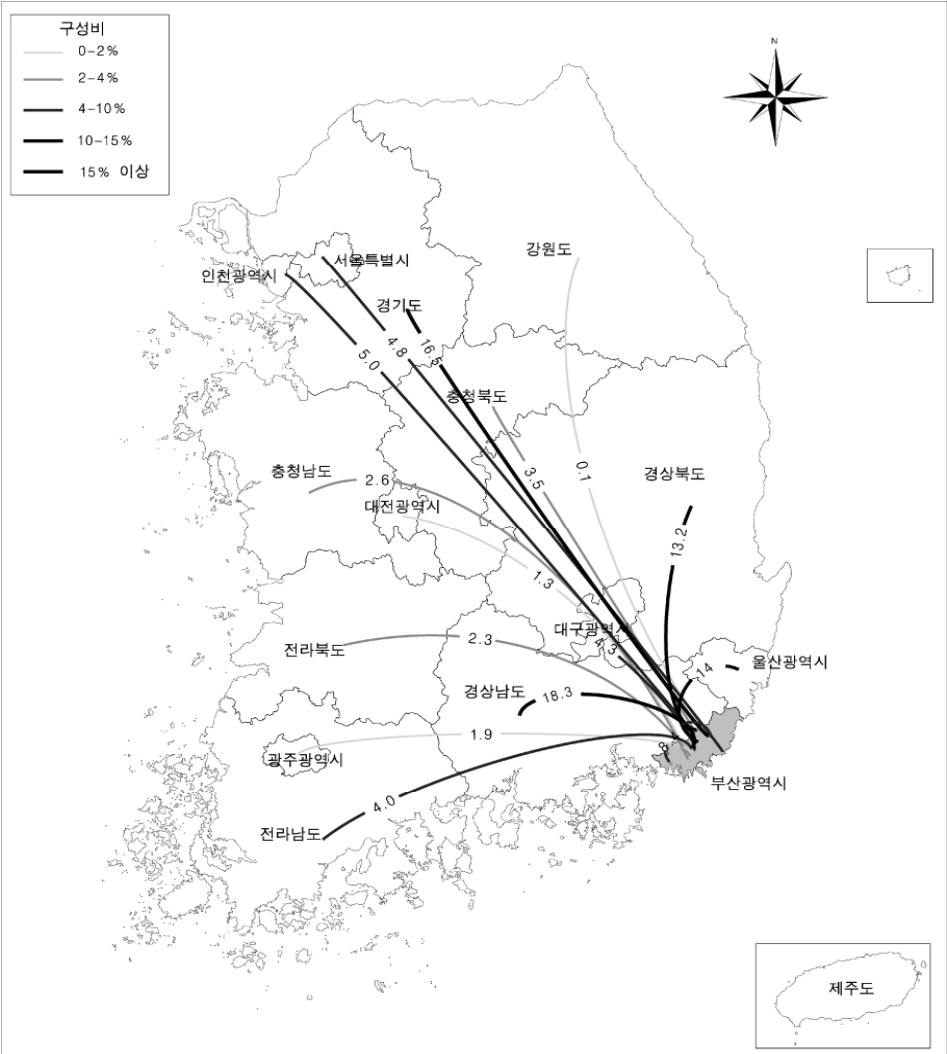 구성비
0-2%
2-4%
4-10%
10-15%
15% 이상
N
강원도
서울특별시
인천광역시
경기도
16.5
4.8
5.0
충청북도
3.5
0.1
경상북도
충청남도
2.6
대전광역시
13.2
1.3
대구광역시
4.3
전라북도
2.3
14
울산광역시
경상남도
18.3
1.9
광주광역시
8
부산광역시
4.0
전라남도
제주도